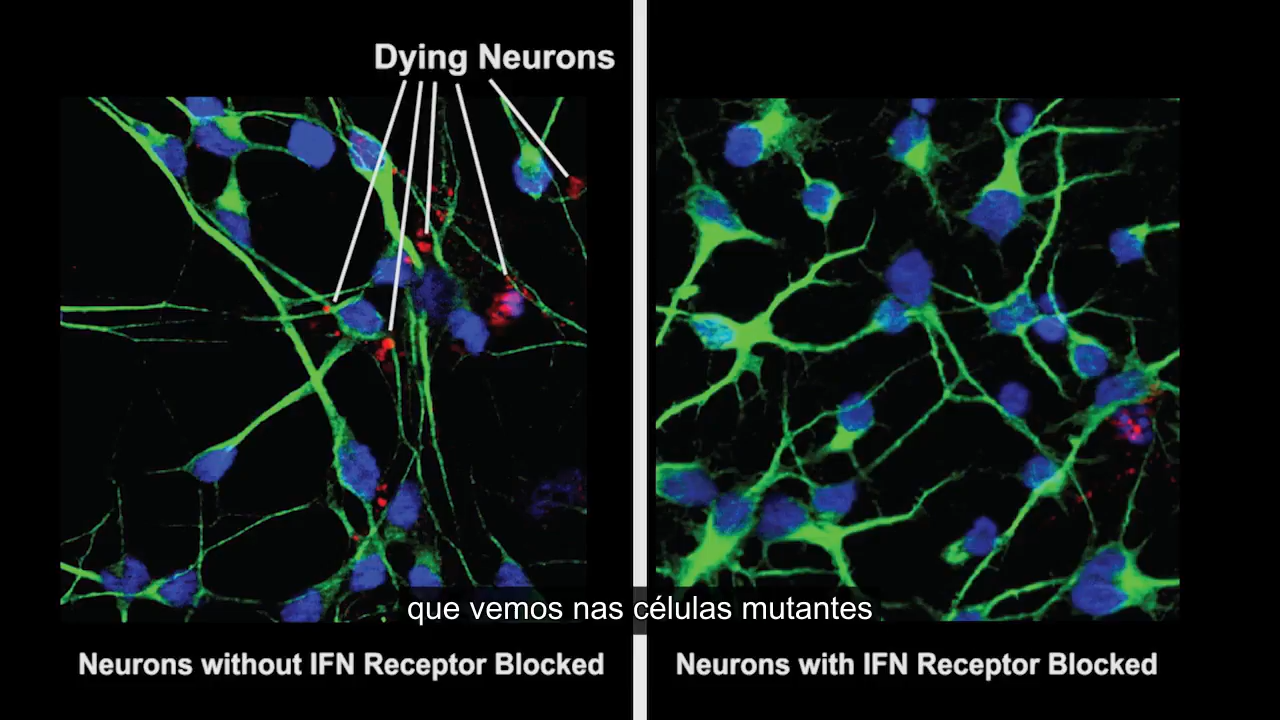 Dying Neurons
que vemos nas células mutantes
Neurons without IFN Receptor Blocked
Neurons with IFN Receptor Blocked